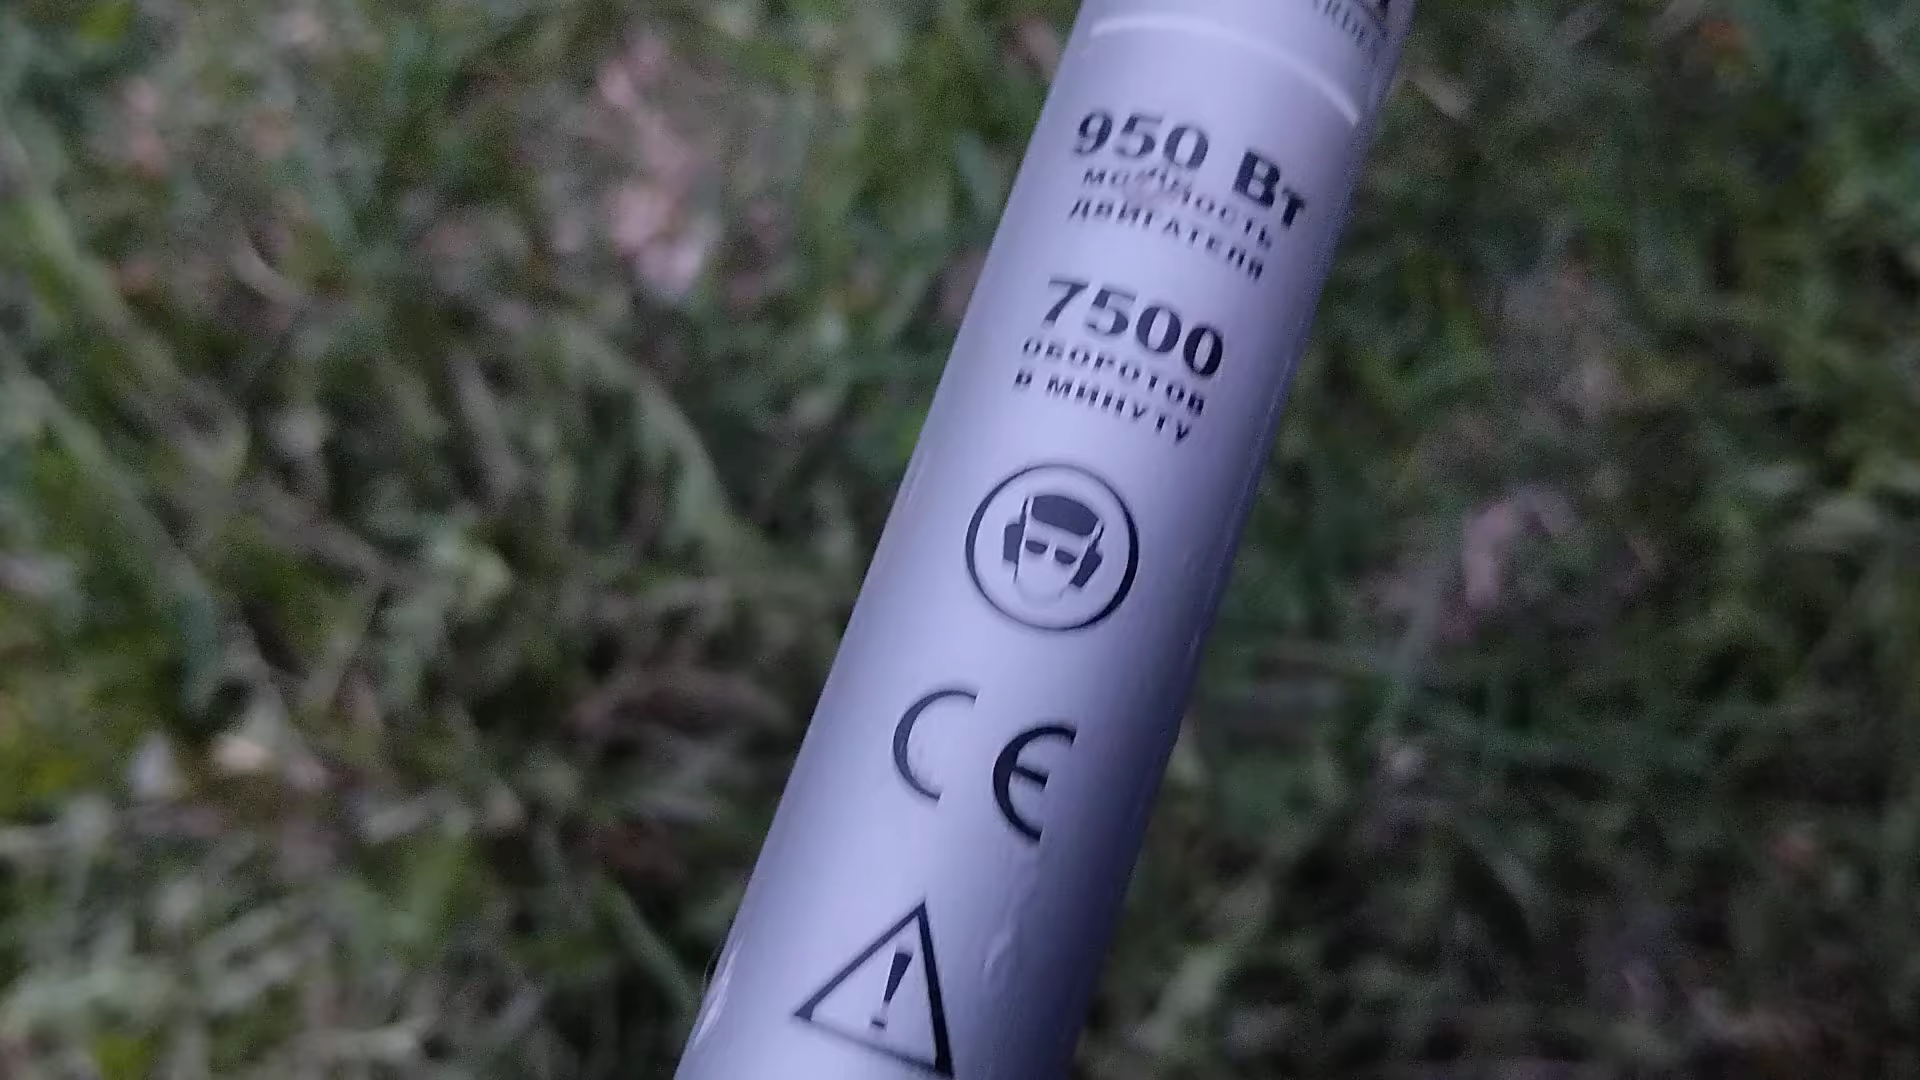 950 Вт
мощность
двигателя
7500
оборотов
в минуту
CE
!